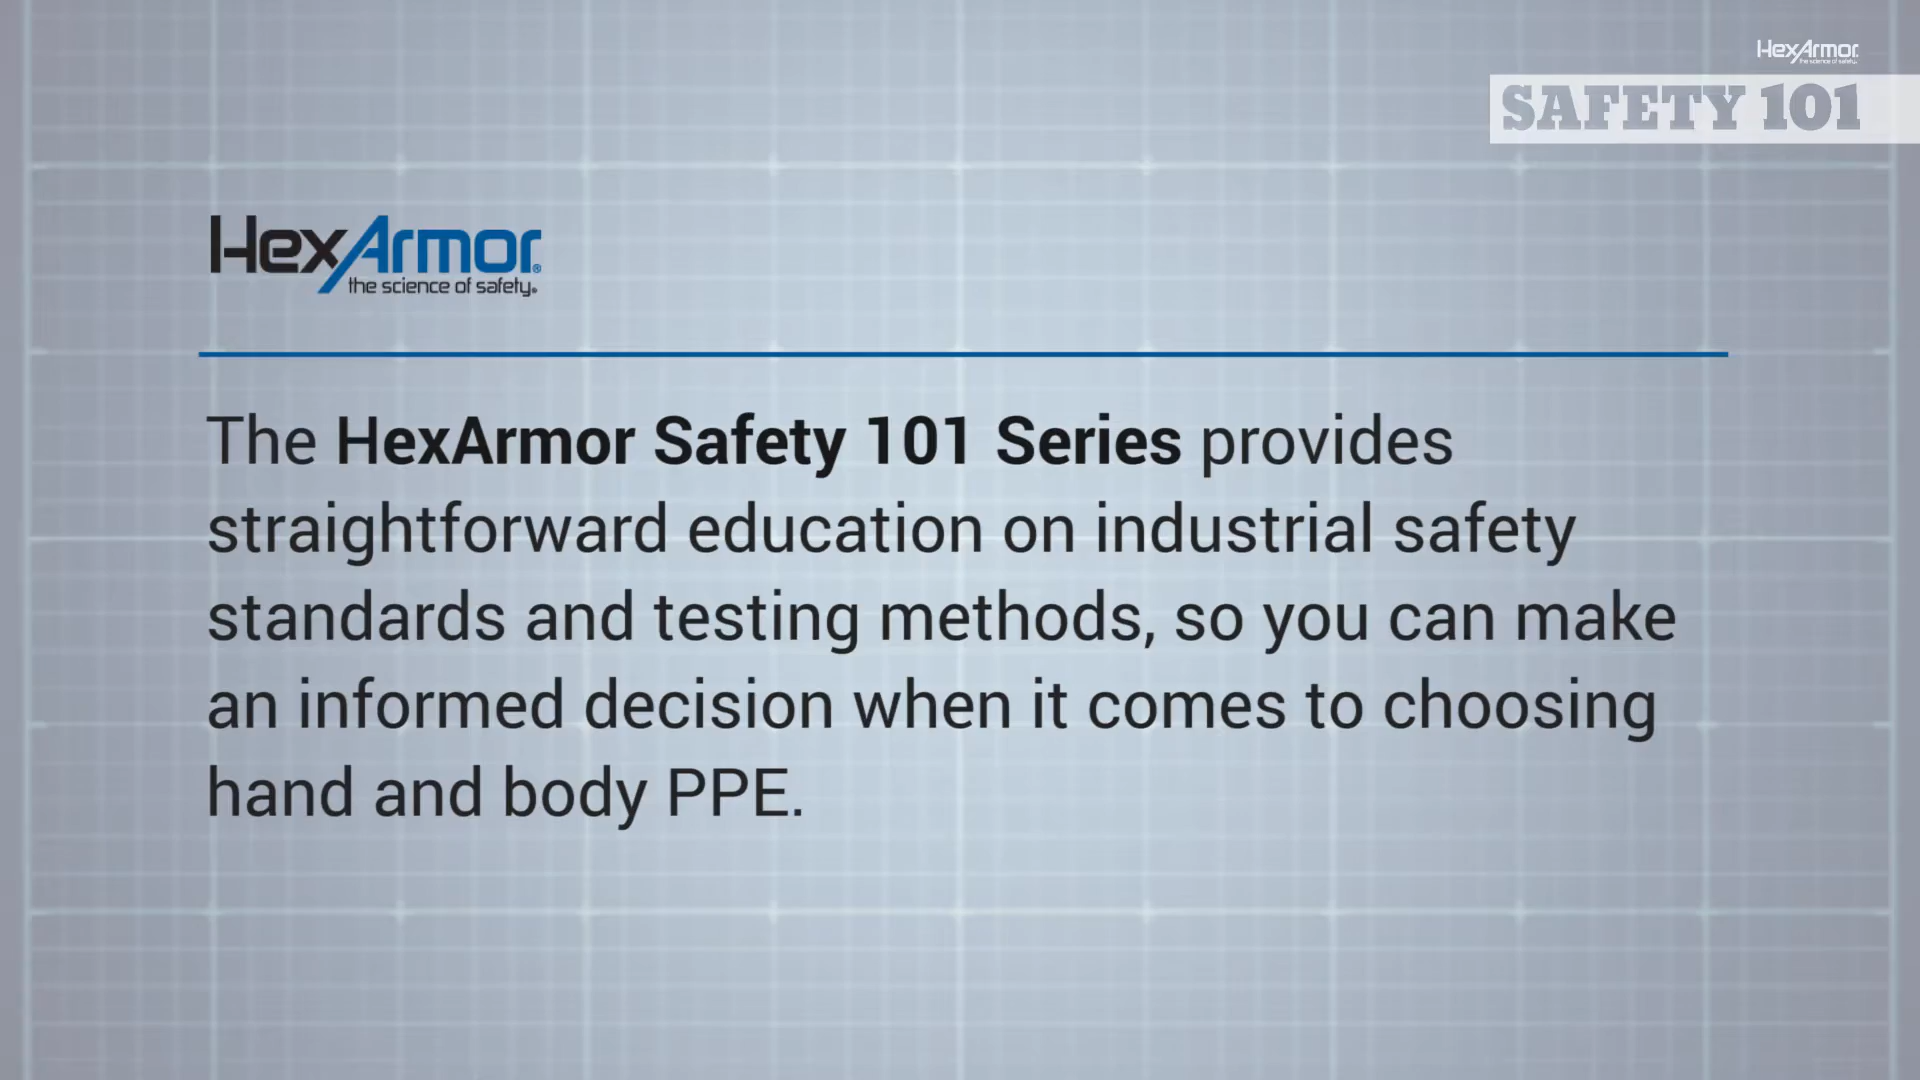 HexArmor
the science of safety.
SAFETY 101
HexArmor®
the science of safety®
The HexArmor Safety 101 Series provides
straightforward education on industrial safety
standards and testing methods, so you can make
an informed decision when it comes to choosing
hand and body PPE.